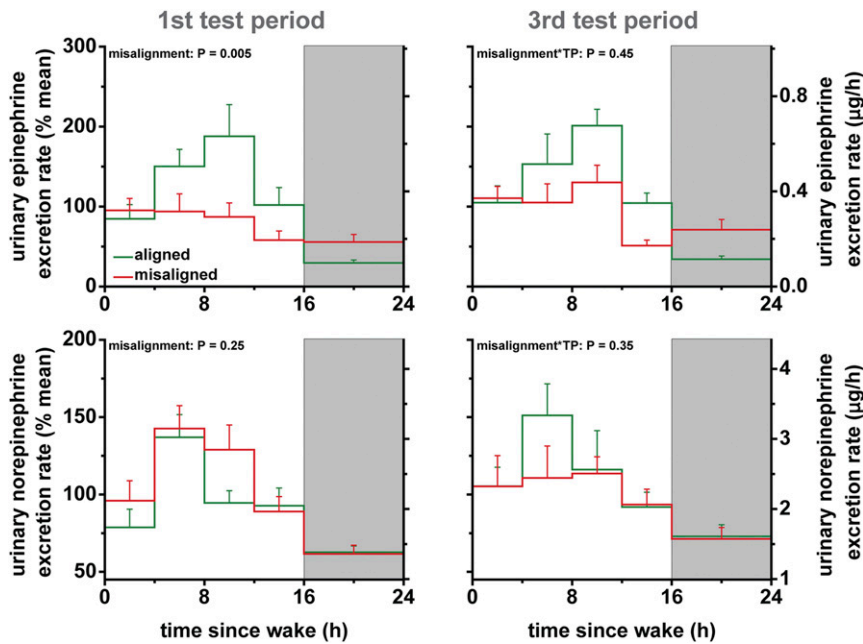 1st test period
3rd test period
urinary epinephrine
excretion rate (% mean)
300
200
100
0
misalignment: P = 0.005
aligned
misaligned
0 8 16 24
misalignment*TP: P = 0.45
0.8
0.4
0.0
urinary epinephrine
excretion rate (µg/h)
0 8 16 24
urinary norepinephrine
excretion rate (% mean)
200
150
100
50
misalignment: P = 0.25
0 8 16 24
time since wake (h)
misalignment*TP: P = 0.35
4
3
2
1
urinary norepinephrine
excretion rate (µg/h)
0 8 16 24
time since wake (h)